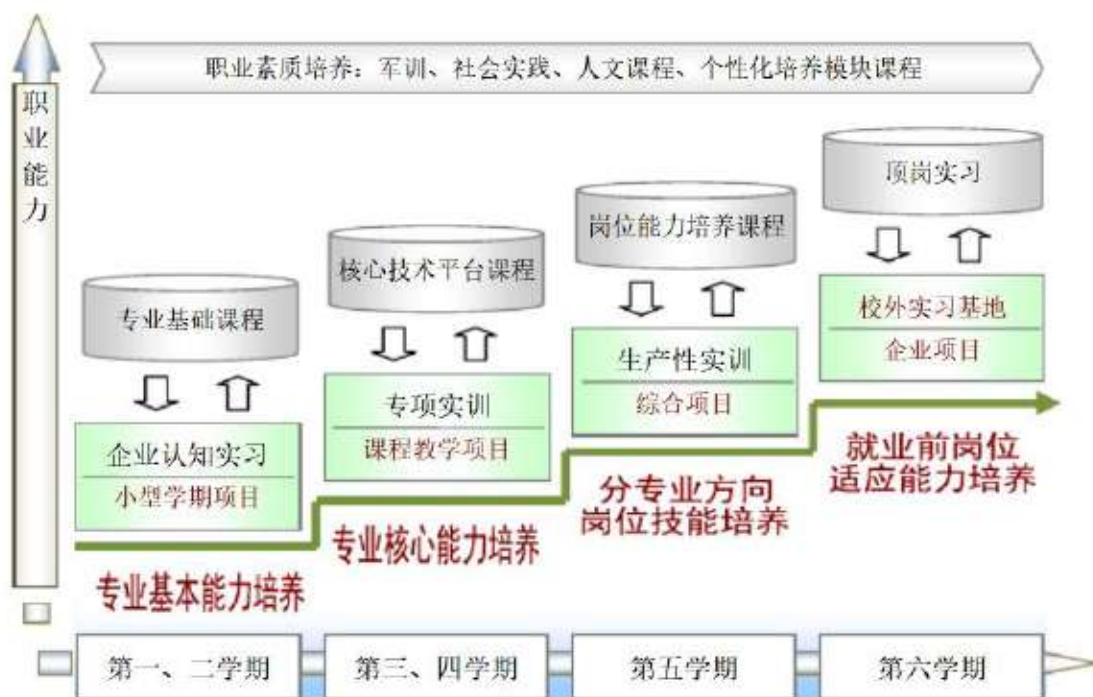 职业能力
职业素质培养：军训、社会实践、人文课程、个性化培养模块课程
专业基础课程
企业认知实习
小型学期项目
专业基本能力培养
核心技术平台课程
专项实训
课程教学项目
专业核心能力培养
岗位能力培养课程
生产性实训
综合项目
分专业方向
岗位技能培养
项岗实习
校外实习基地
企业项目
就业前岗位
适应能力培养
第一、二学期
第三、四学期
第五学期
第六学期